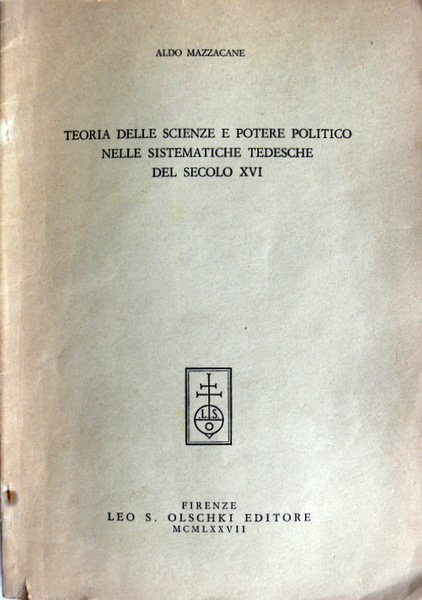 ALDO MAZZACANE
TEORIA DELLE SCIENZE E POTERE POLITICO
NELLE SISTEMATICHE TEDESCHE
DEL SECOLO XVI
L S
O
FIRENZE
LEO S. OLSCHKI EDITORE
MCMLXXVII